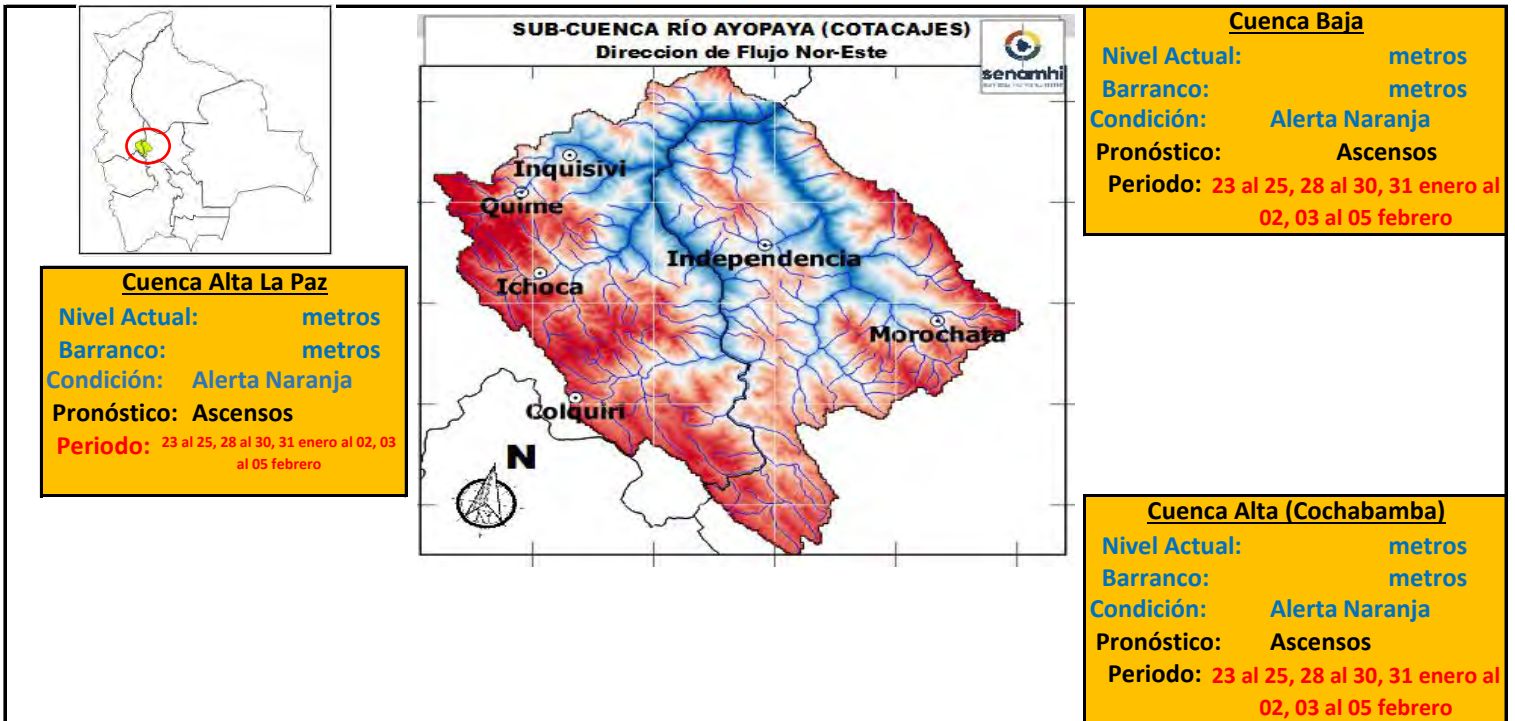 SUB-CUENCA RÍO AYOPAYA (COTACAJES)
Direccion de Flujo Nor-Este
senamhi
Inquisivi
Quime
Independencia
Ichoca
Morochata
Colquiri
N
Cuenca Alta La Paz
Nivel Actual: metros
Barranco: metros
Condición: Alerta Naranja
Pronóstico: Ascensos
Periodo: 23 al 25, 28 al 30, 31 enero al 02, 03
al 05 febrero
Cuenca Baja
Nivel Actual: metros
Barranco: metros
Condición: Alerta Naranja
Pronóstico: Ascensos
Periodo: 23 al 25, 28 al 30, 31 enero al
02, 03 al 05 febrero
Cuenca Alta (Cochabamba)
Nivel Actual: metros
Barranco: metros
Condición: Alerta Naranja
Pronóstico: Ascensos
Periodo: 23 al 25, 28 al 30, 31 enero al
02, 03 al 05 febrero